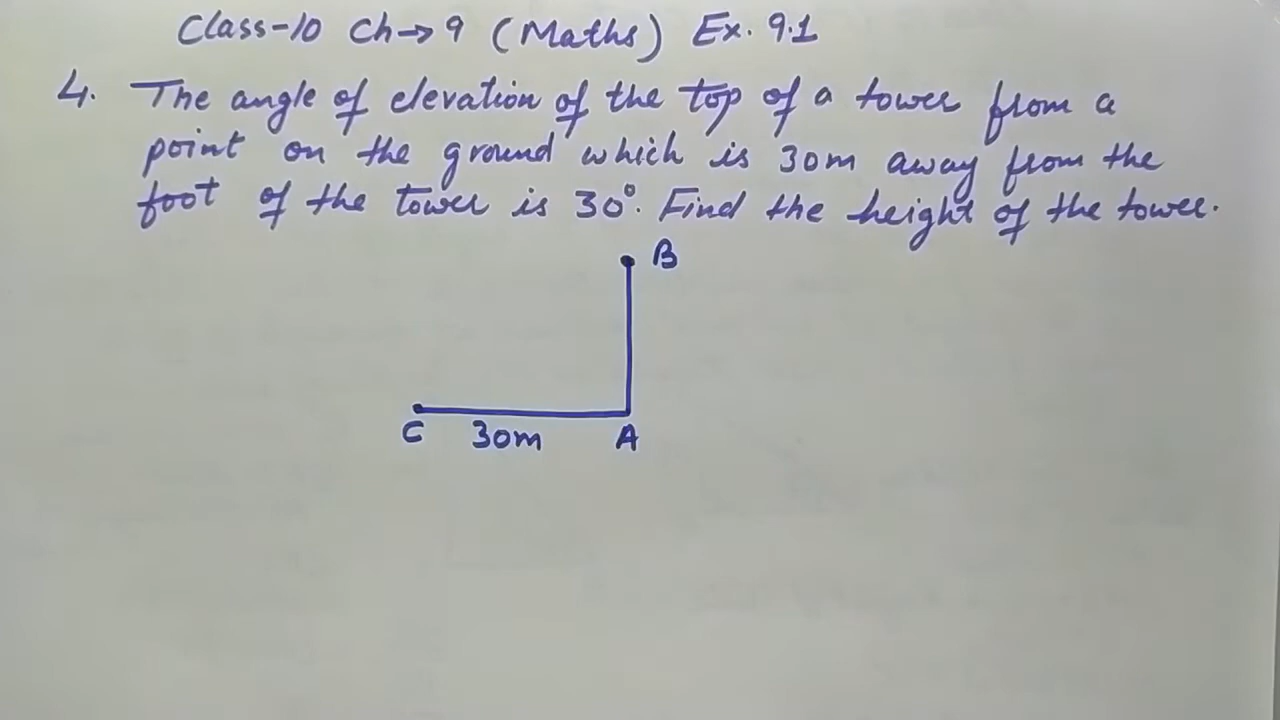 Class-10 Ch→9 (Maths) Ex. 9.1
4. The angle of elevation of the top of a tower from a
point on the ground which is 30m away from the
foot of the tower is 30°. Find the height of the tower.
B
C 30m A